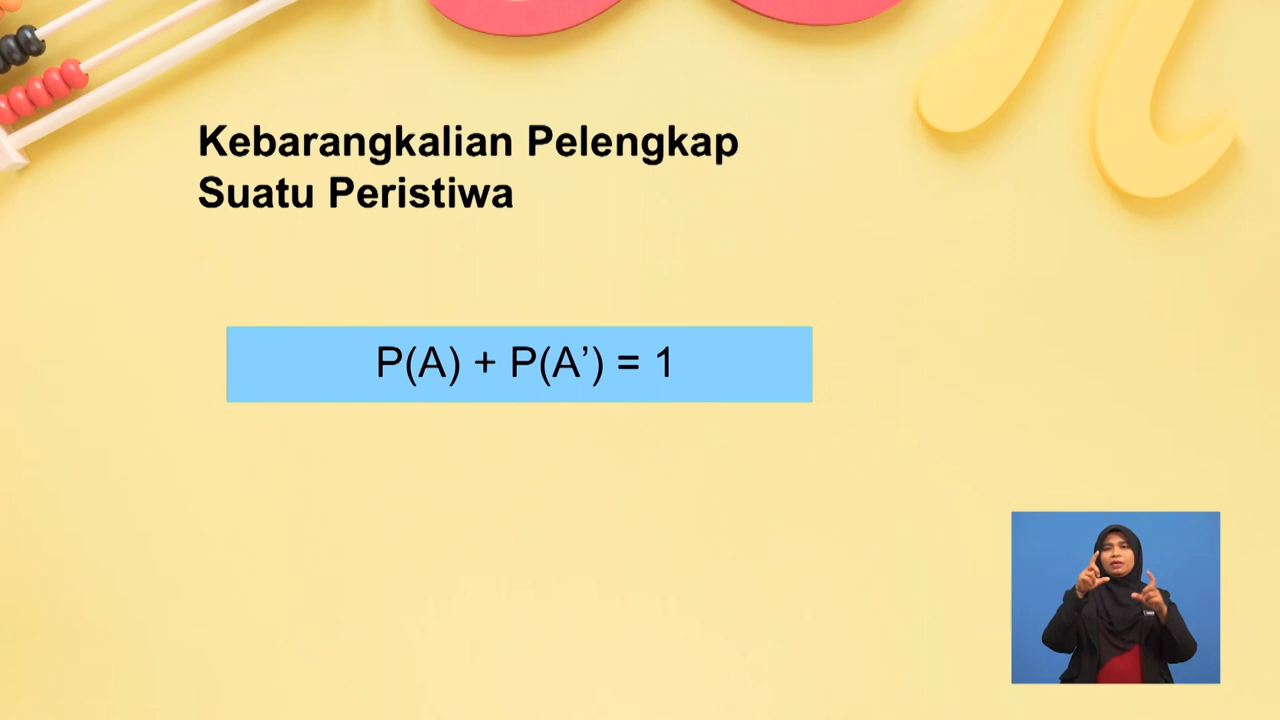 Kebarangkalian Pelengkap
Suatu Peristiwa
P(A) + P(A’) = 1